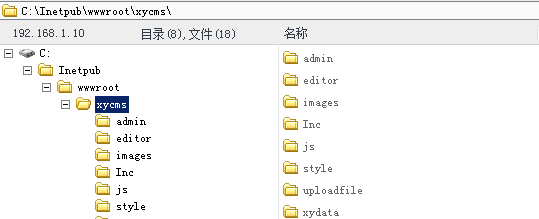 C:\Inetpub\wwwroot\xycms\
192.168.1.10 目录(8),文件(18) 名称
C:
Inetpub
wwwroot
xycms
admin
editor
images
Inc
js
style
admin
editor
images
Inc
js
style
uploadfile
xydata